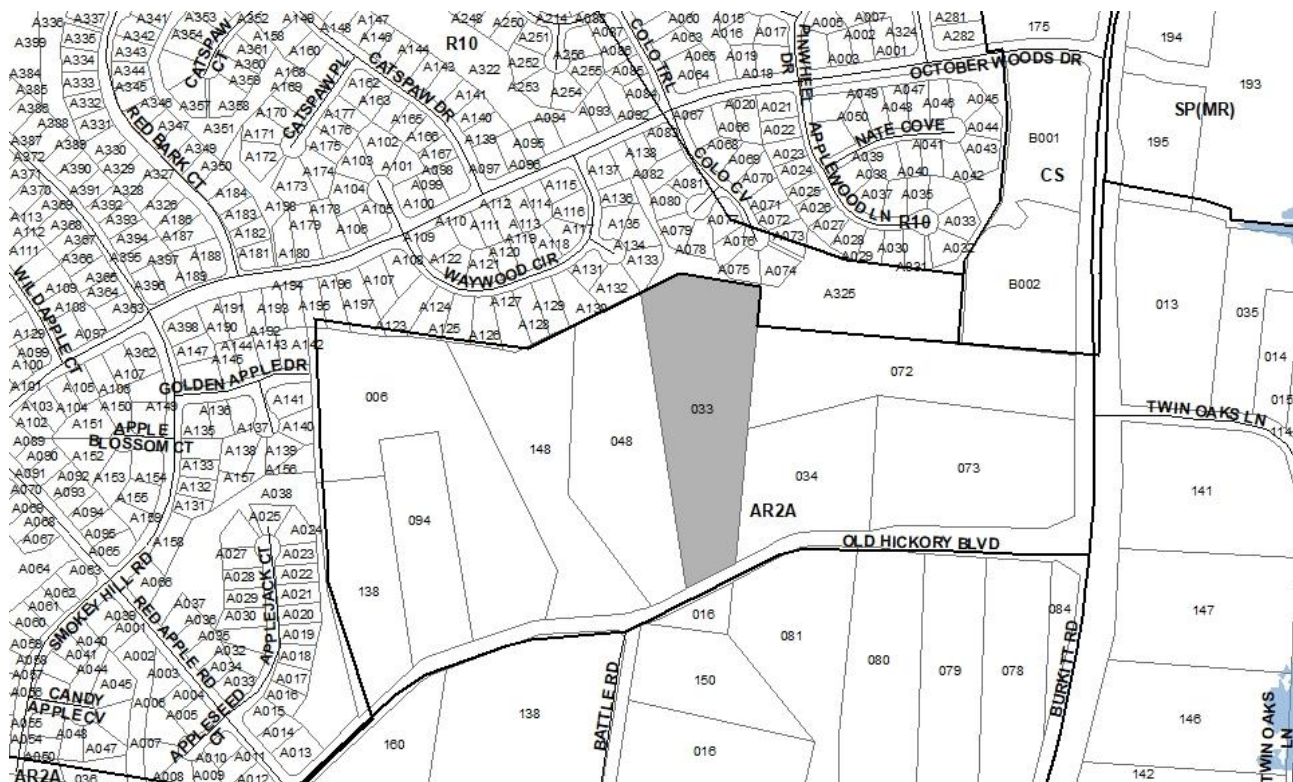 A336
A341
A353
A352
A148
A147
A248
A250
A214
A060
A015
A006
A007
A281
175
A399
A335
A342
A354
A158
A148
A146
R10
A251
A087
A063
A016
A017
A002
A324
A282
194
A334
A343
CATSPAW CT
A361
A160
A144
A256
A086
COLO TRL
A065
A019
PINWHEEL DR
A003
A001
OCTOBER WOODS DR
193
A384
A344
A360
A168
CATSPAW DR
A143
A322
A252
A255
A085
A064
A018
A385
A333
A345
A359
A169
A162
A141
A253
A254
A084
A049
A047
A045
SP(MR)
A386
A332
A346
A357
A358
CATSPAW PL
A163
A140
A093
A092
A067
A020
A021
A050
A048
A046
A044
B001
195
A388
A331
RED BARK CT
A347
A351
A170
A177
A165
A139
A094
A083
A066
A022
NATE COVE
A387
A389
A330
A349
A171
A176
A102
A166
A095
A138
A068
A023
A039
A041
A043
CS
A372
A390
A329
A327
A350
A172
A175
A103
A101
A167
A098
A097
A096
A137
A082
COLO CV
A069
A024
APPLEWOOD LN
A038
A040
A042
A371
A391
A328
A184
A173
A174
A104
A099
A115
A136
A081
A070
A025
A037
A035
A370
A392
A326
A183
A198
A178
A105
A100
A112
A114
A116
A080
A071
A026
R10
A033
A369
A393
A186
A182
A179
A106
A110
A111
A113
A117
A135
A079
A077
A072
A027
A032
A113
A112
A367
A394
A187
A181
A180
A109
A119
A118
A134
A078
A076
A073
A028
A030
A031
A111
A366
A395
A397
A188
A108
A122
A121
A120
WAYWOOD CIR
A133
A075
A074
A029
B002
WILD APPLE CT
A365
A396
A189
A194
A196
A107
A131
A132
A325
013
035
A109
A364
A363
A191
A193
A195
A197
A124
A127
A129
A130
A108
A097
A398
A190
A192
A123
A125
A126
A128
014
A129
A099
A362
A147
A144
A143
A142
072
A100
A107
A146
GOLDEN APPLE DR
006
033
015
A101
A105
A106
A141
TWIN OAKS LN
A103
A104
A150
A149
A136
A140
114
A102
A151
APPLE BLOSSOM CT
A135
A137
148
048
034
073
141
A089
A152
A138
A139
A090
A133
A157
A156
A091
A092
A153
A154
A132
A038
A070
A093
A155
A131
A025
A024
094
AR2A
A069
A094
A159
A068
A095
A158
A027
A023
OLD HICKORY BLVD
A067
A065
A028
APPLEJACK CT
A022
A064
A063
A066
A029
A021
138
A062
SMOKEY HILL RD
RED APPLE RD
A037
A030
A020
016
084
147
A061
A039
A036
A019
081
A060
A001
A035
A059
A040
A002
A032
A018
080
079
078
BURKITT RD
A058
A041
A034
A017
A057
A044
A003
A033
A016
150
A056
CANDY APPLE CV
A045
A004
APPLESEED CT
A015
138
BATTLE RD
146
TWIN OAKS LN
A055
A006
A005
A014
A054
A048
A047
A007
A010
A011
A013
160
016
A050
AR2A
036
A008
A009
A012
142